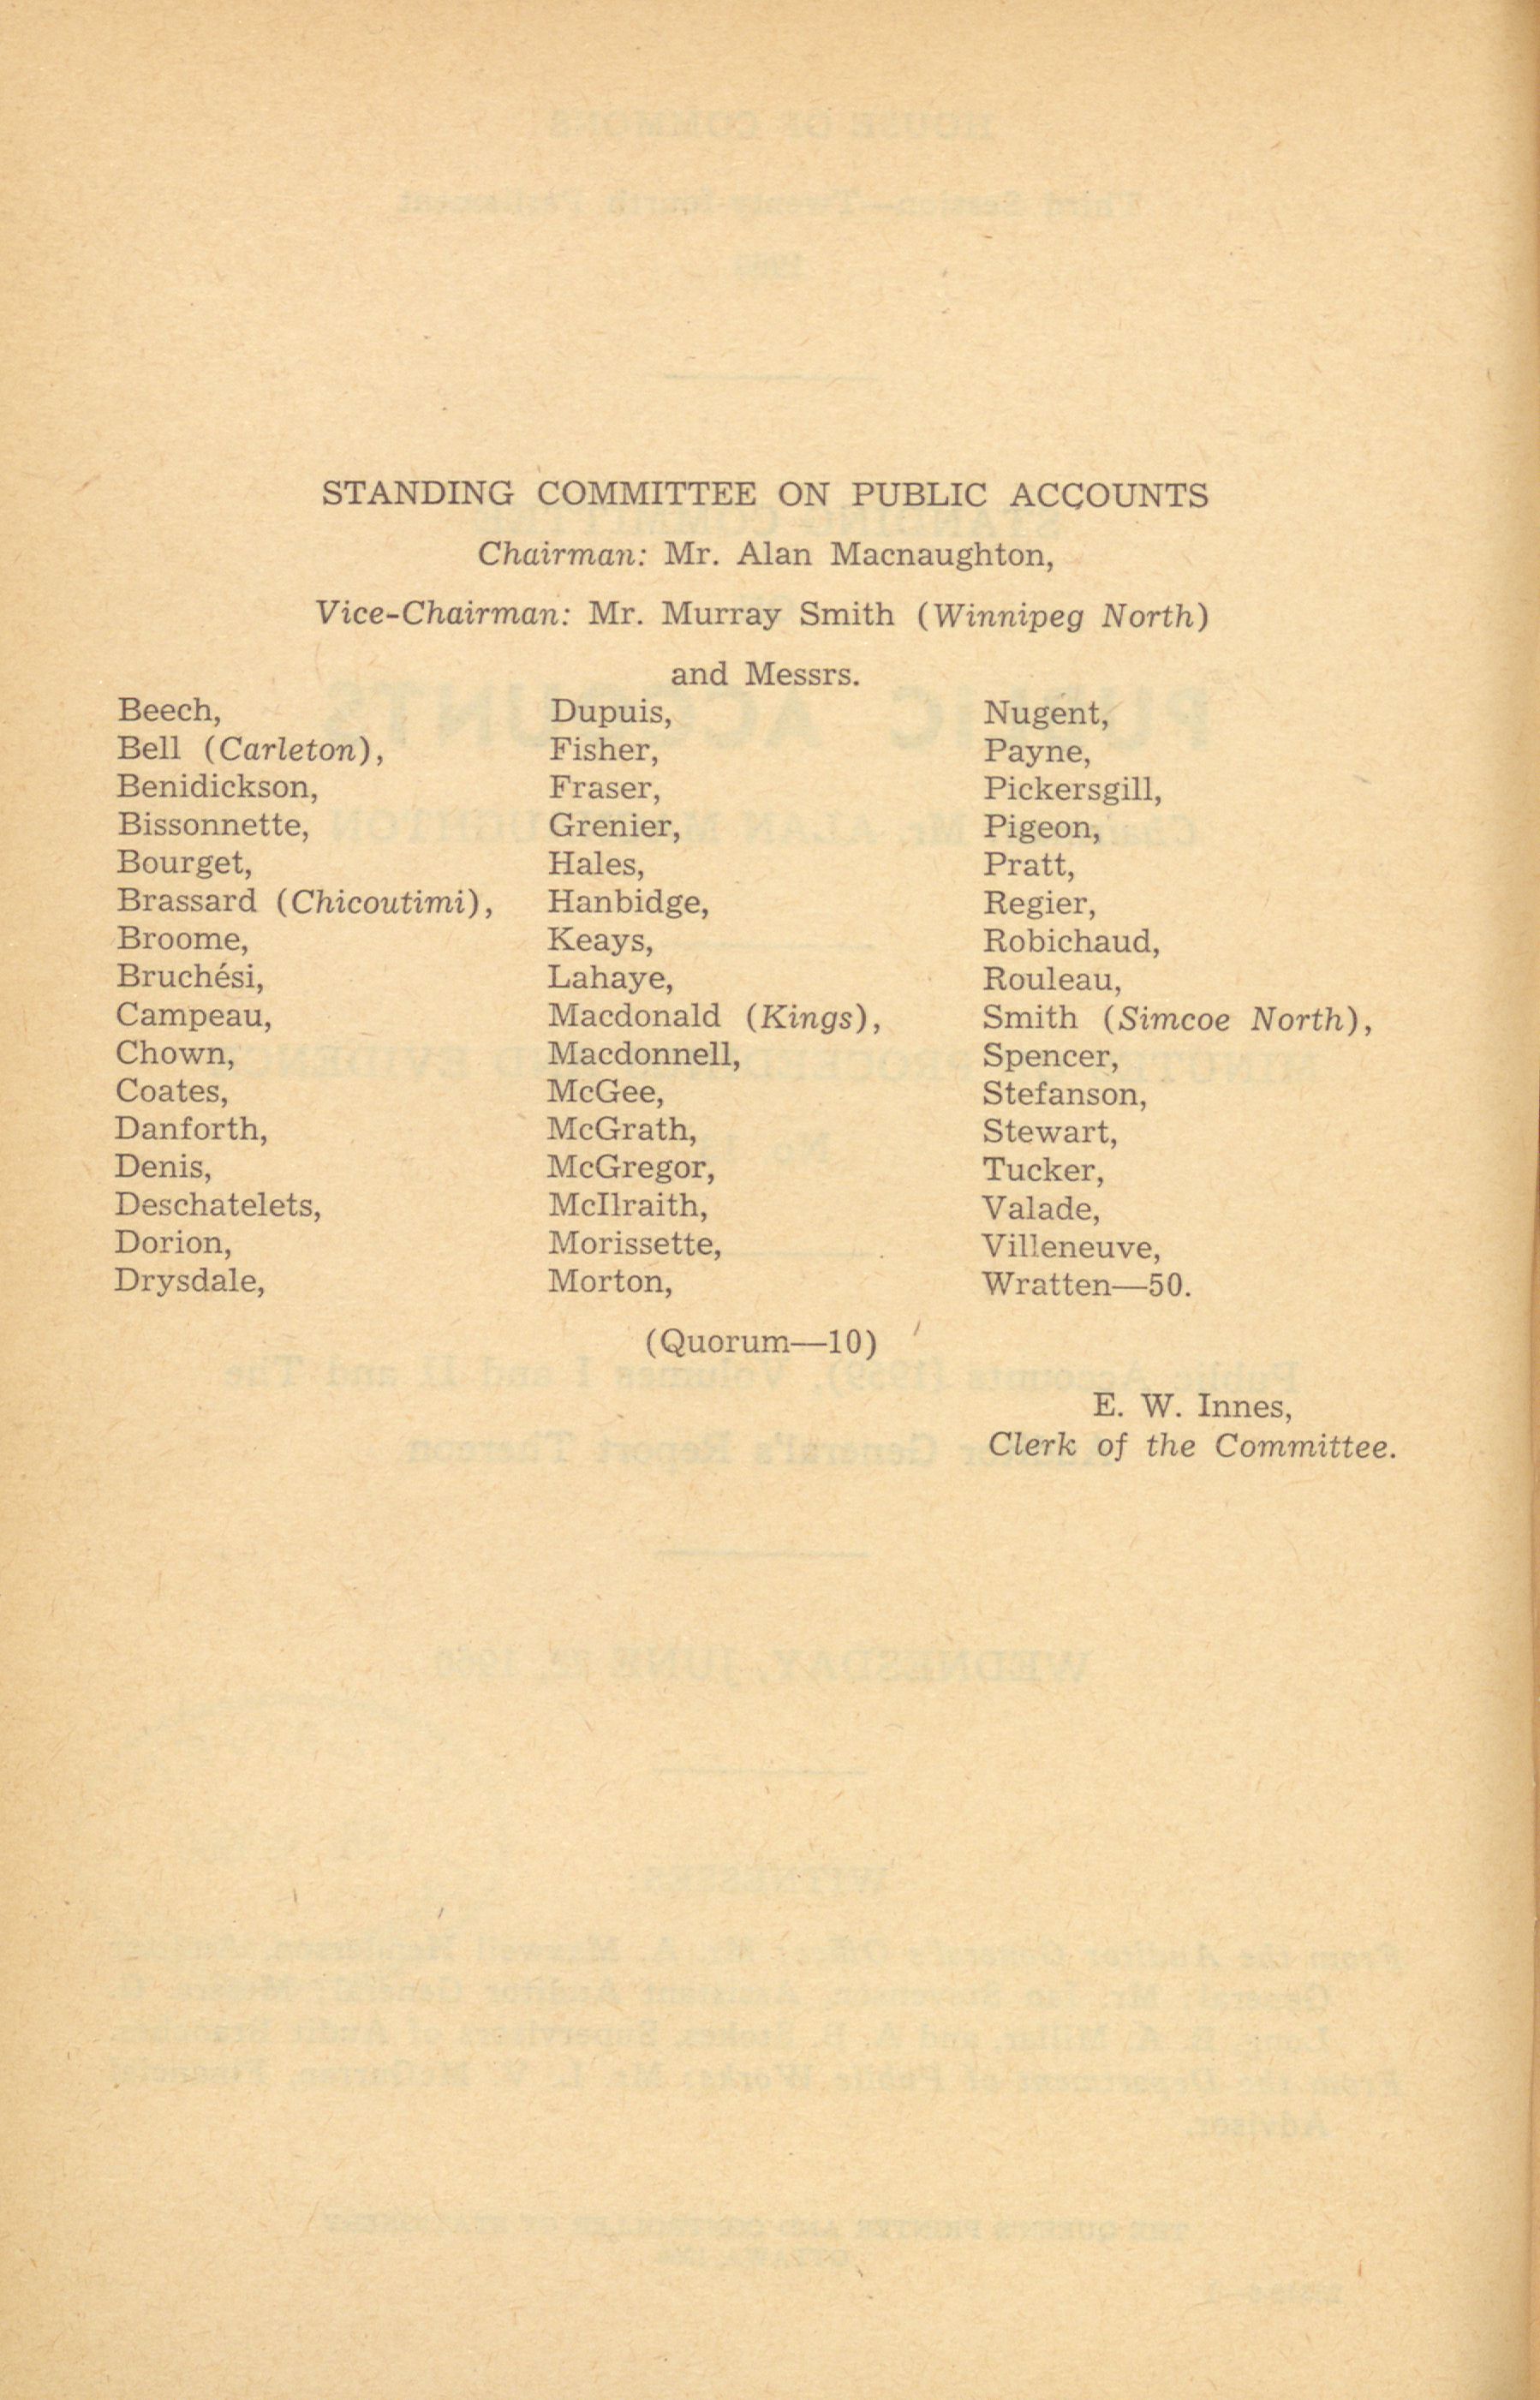 STANDING COMMITTEE ON PUBLIC ACCOUNTS
Chairman: Mr. Alan Macnaughton,
Vice-Chairman: Mr. Murray Smith (Winnipeg North)
and Messrs.
Beech,
Bell (Carleton),
Benidickson,
Bissonnette,
Bourget,
Brassard (Chicoutimi),
Broome,
Bruchési,
Campeau,
Chown,
Coates,
Danforth,
Denis,
Deschatelets,
Dorion,
Drysdale,
Dupuis,
Fisher,
Fraser,
Grenier,
Hales,
Hanbidge,
Keays,
Lahaye,
Macdonald (Kings),
Macdonnell,
McGee,
McGrath,
McGregor,
McIlraith,
Morissette,
Morton,
Nugent,
Payne,
Pickersgill,
Pigeon,
Pratt,
Regier,
Robichaud,
Rouleau,
Smith (Simcoe North),
Spencer,
Stefanson,
Stewart,
Tucker,
Valade,
Villeneuve,
Wratten—50.
(Quorum—10)
E. W. Innes,
Clerk of the Committee.